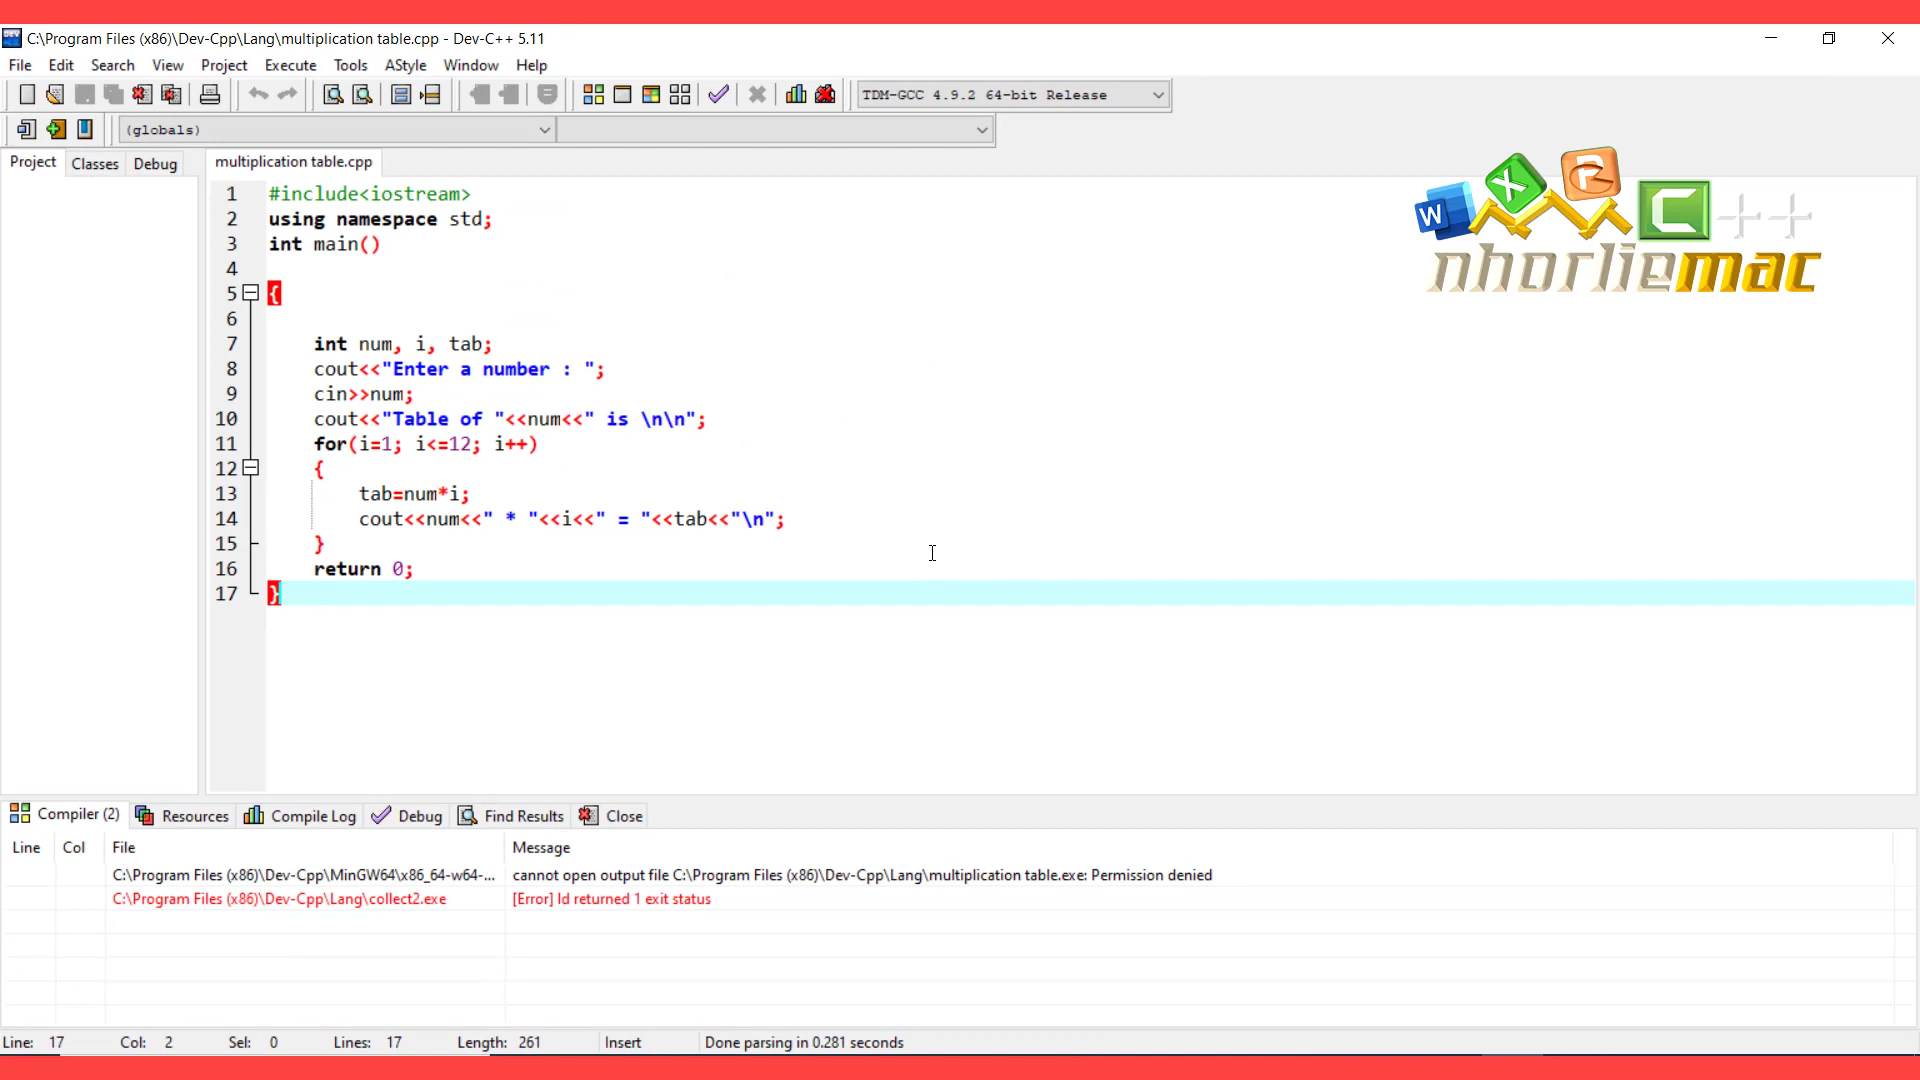 C:\Program Files (x86)\Dev-Cpp\Lang\multiplication table.cpp - Dev-C++ 5.11
File Edit Search View Project Execute Tools AStyle Window Help
TDM-GCC 4.9.2 64-bit Release
(globals)
Project Classes Debug
multiplication table.cpp
W X P C ++
nhorliemac
1 #include<iostream>
2 using namespace std;
3 int main()
4
5 {
6
7 int num, i, tab;
8 cout<<"Enter a number : ";
9 cin>>num;
10 cout<<"Table of "<<num<<" is \n\n";
11 for(i=1; i<=12; i++)
12 {
13 tab=num*i;
14 cout<<num<<" * "<<i<<" = "<<tab<<"\n";
15 }
16 return 0;
17 }
Compiler (2) Resources Compile Log Debug Find Results Close
Line Col File Message
C:\Program Files (x86)\Dev-Cpp\MinGW64\x86_64-w64-... cannot open output file C:\Program Files (x86)\Dev-Cpp\Lang\multiplication table.exe: Permission denied
C:\Program Files (x86)\Dev-Cpp\Lang\collect2.exe [Error] ld returned 1 exit status
Line: 17 Col: 2 Sel: 0 Lines: 17 Length: 261 Insert Done parsing in 0.281 seconds